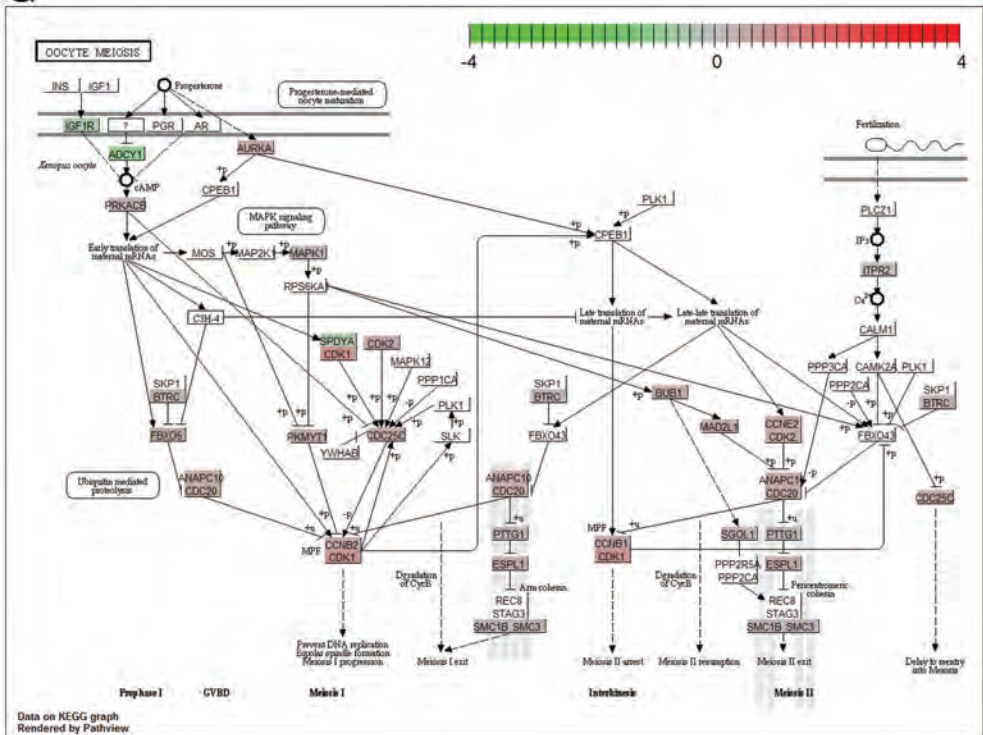 OOCYTE MEIOSIS
-4
0
4
INS
IGF1
Progesterone
Progesterone-mediated
oocyte maturation
IGF1R
?
PGR
AR
Fertilization
ADCY1
AURKA
Xenopus oocyte
cAMP
+p
CPEB1
PRKACB
PLK1
+p
PLCZ1
MAPK signaling
pathway
+p
CPEB1
+p
IP3
Early translation of
maternal mRNAs
MOS
+p
MAP2K1
+p
MAPK1
ITPR2
+p
RPS6KA
C3H-4
Late translation of
maternal mRNAs
Late-late translation of
maternal mRNAs
CALM1
SPDYA
CDK1
CDK2
MAPK12
PPP1CA
PLK1
SLK
PPP3CA
CAMK2A
PLK1
PPP2CA
SKP1
BTRC
SKP1
BTRC
+p
BUB1
SKP1
BTRC
MAD2L1
CCNE2
CDK2
+p
FBXO5
+p
PKMYT1
+p
+p
+p
-p
CDC25C
+p
YWHAB
FBXO43
+p
+p
-p
+p
+p
FBXO43
+p
Ubiquitin mediated
proteolysis
ANAPC10
CDC20
ANAPC10
CDC20
+p
+p
ANAPC10
CDC20
-p
+p
CDC25C
+u
+p
-p
+u
MPF
CCNB2
CDK1
+u
PTTG1
MPF
+u
CCNB1
CDK1
SGOL1
+u
PTTG1
ESPL1
ESPL1
Degradation
of CycB
Arm cohesin
Degradation
of CycB
PPP2R5A
PPP2CA
Pericentromeric
cohesin
REC8
STAG3
SMC1B
SMC3
REC8
STAG3
SMC1B
SMC3
Prevent DNA replication
Bipolar spindle formation
Meiosis I progression
Meiosis I exit
Meiosis II arrest
Meiosis II resumption
Meiosis II exit
Delay to reentry
into Meiosis
Prophase I
GVBD
Meiosis I
Interkinesis
Meiosis II
Data on KEGG graph
Rendered by Pathview